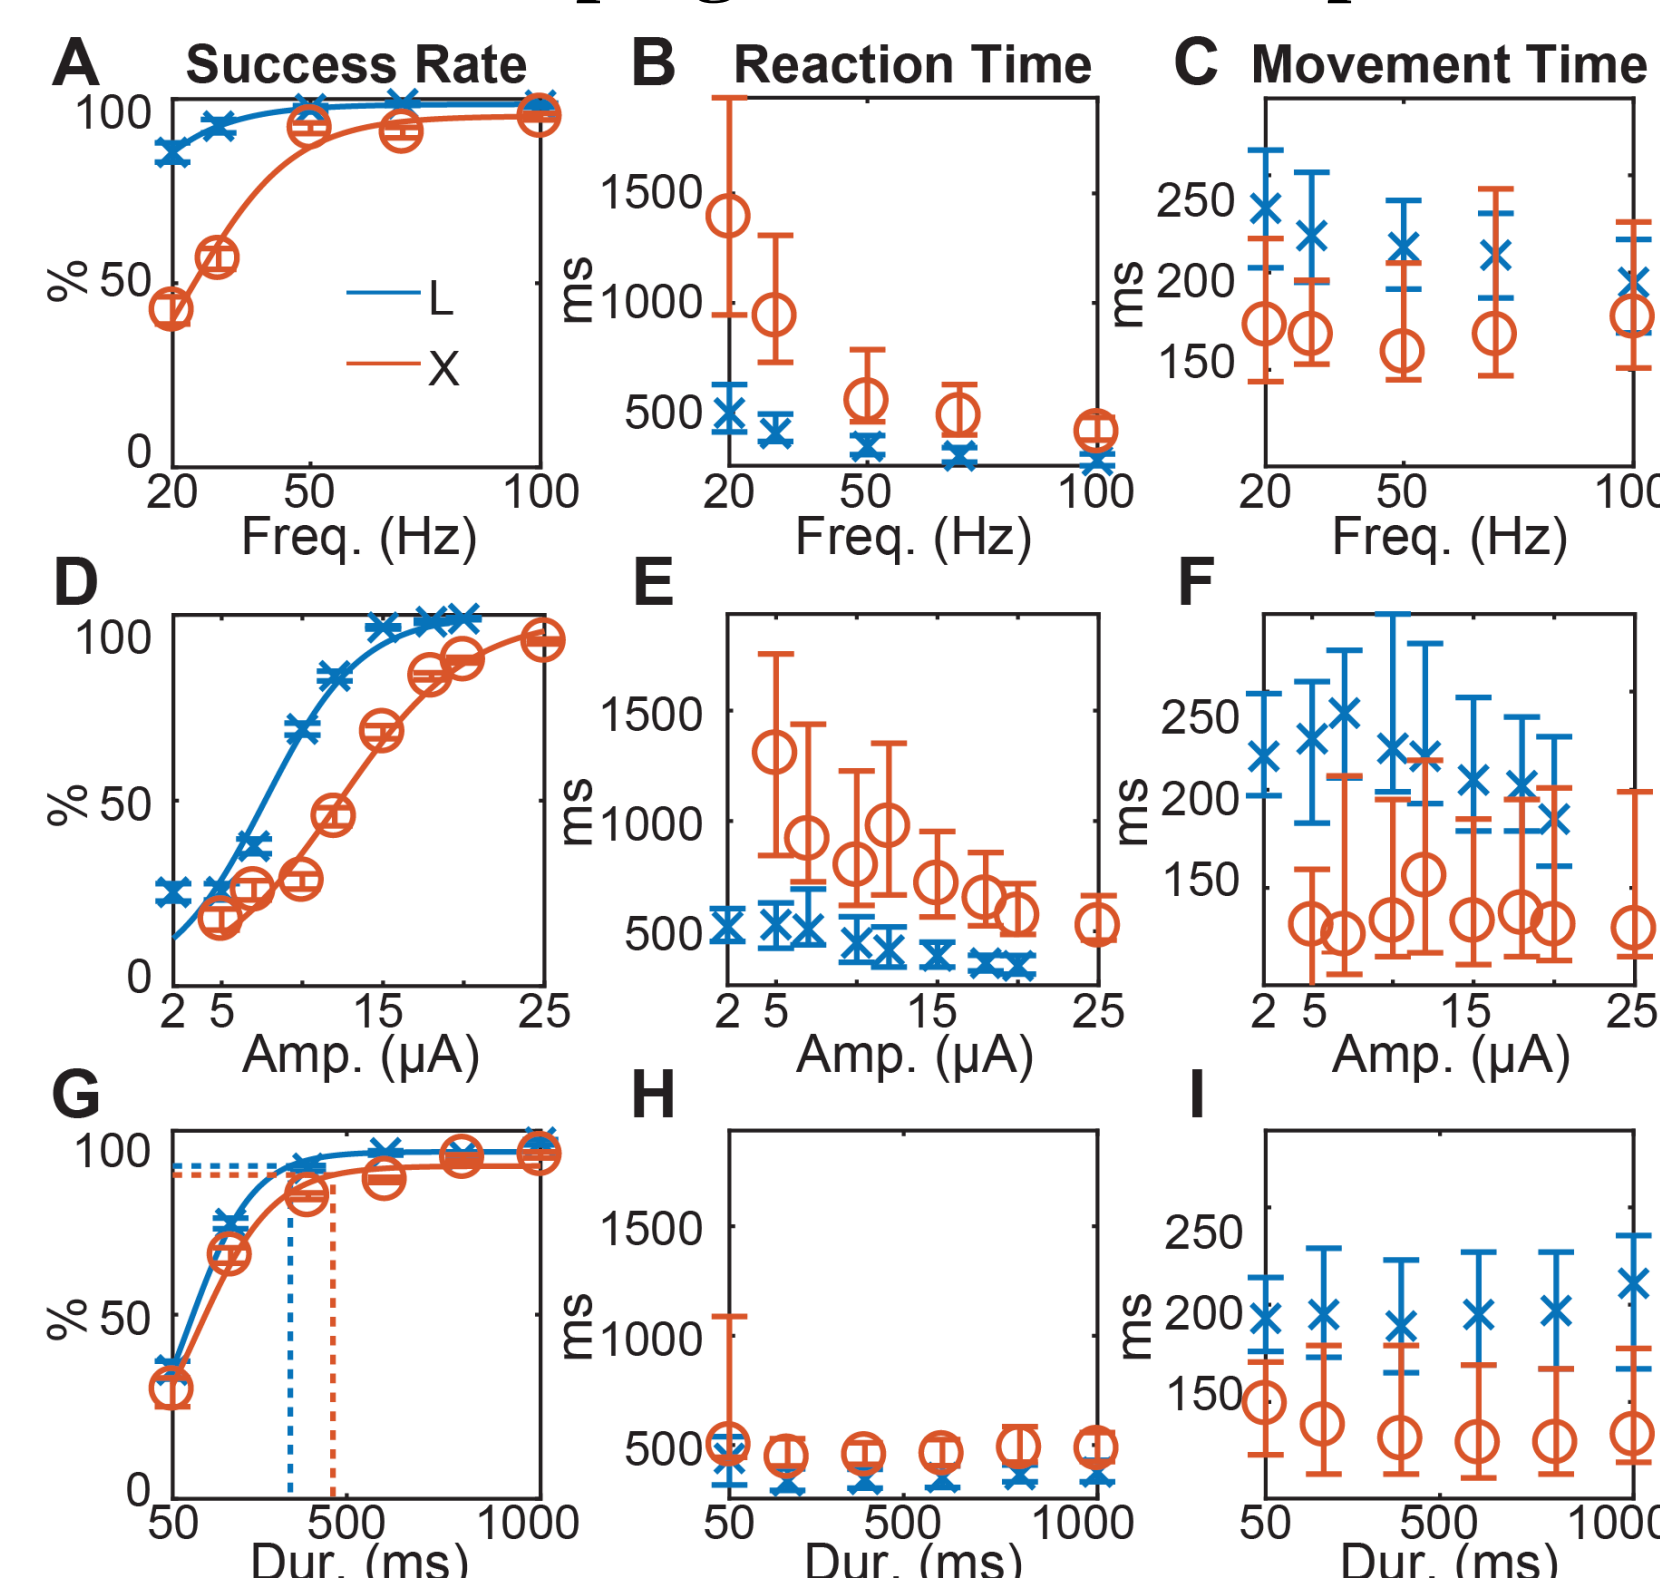 A Success Rate
100
50
0
%
L
X
20 50 100
Freq. (Hz)
B Reaction Time
1500
1000
500
ms
20 50 100
Freq. (Hz)
C Movement Time
250
200
150
ms
20 50 100
Freq. (Hz)
D
100
50
0
%
2 5 15 25
Amp. (µA)
E
1500
1000
500
ms
2 5 15 25
Amp. (µA)
F
250
200
150
ms
2 5 15 25
Amp. (µA)
G
100
50
0
%
50 500 1000
Dur. (ms)
H
1500
1000
500
ms
50 500 1000
Dur. (ms)
I
250
200
150
ms
50 500 1000
Dur. (ms)